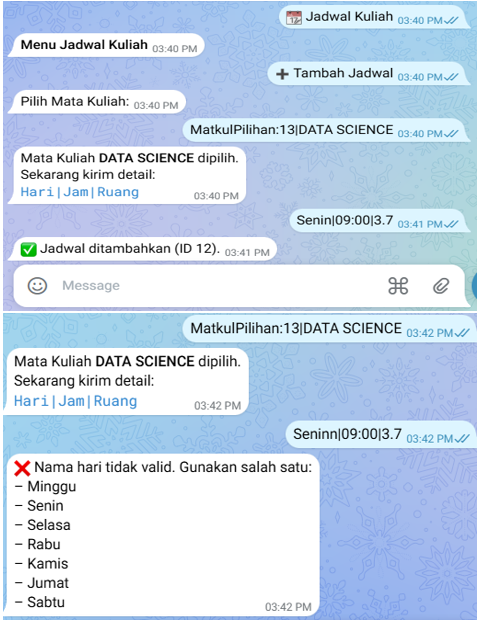 📅 Jadwal Kuliah 03:40 PM
Menu Jadwal Kuliah 03:40 PM
➕ Tambah Jadwal 03:40 PM
Pilih Mata Kuliah: 03:40 PM
MatkulPilihan:13|DATA SCIENCE 03:40 PM
Mata Kuliah DATA SCIENCE dipilih.
Sekarang kirim detail:
Hari|Jam|Ruang 03:40 PM
Senin|09:00|3.7 03:41 PM
✅ Jadwal ditambahkan (ID 12). 03:41 PM
Message
MatkulPilihan:13|DATA SCIENCE 03:42 PM
Mata Kuliah DATA SCIENCE dipilih.
Sekarang kirim detail:
Hari|Jam|Ruang 03:42 PM
Seninn|09:00|3.7 03:42 PM
❌ Nama hari tidak valid. Gunakan salah satu:
– Minggu
– Senin
– Selasa
– Rabu
– Kamis
– Jumat
– Sabtu 03:42 PM